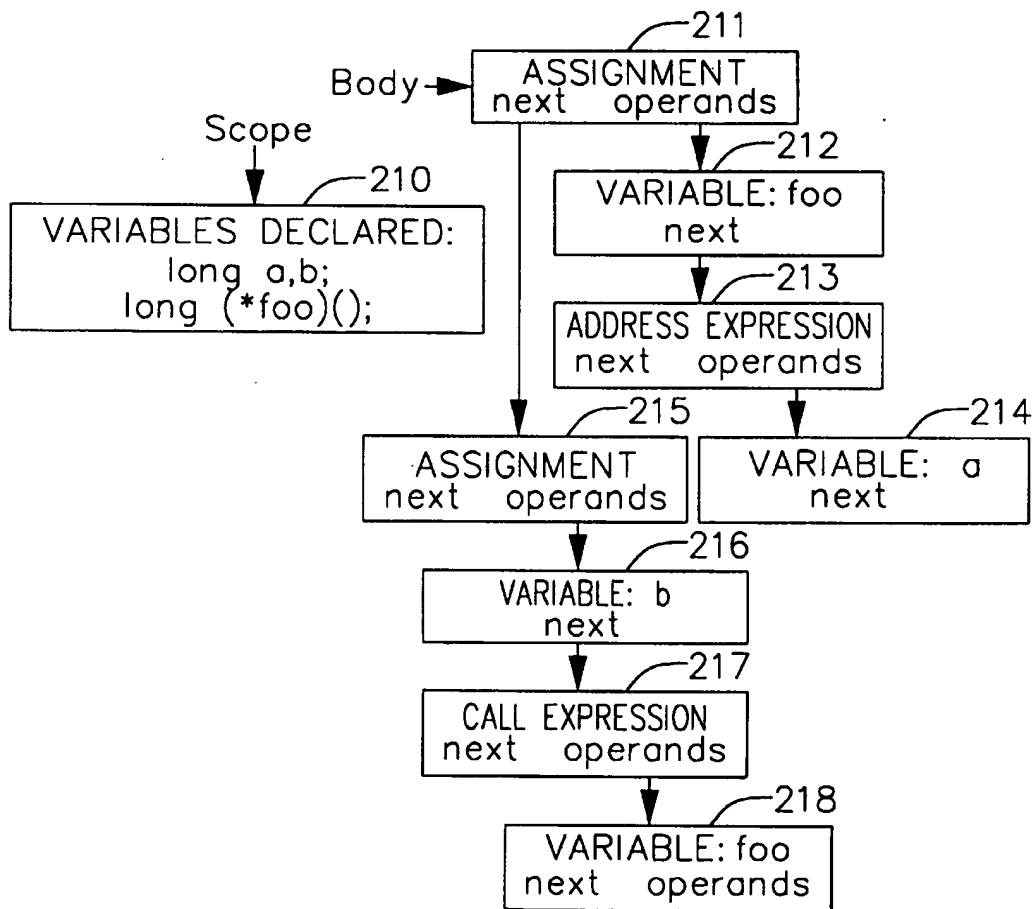 211
Body
ASSIGNMENT
next operands
Scope
212
210
VARIABLE: foo
next
VARIABLES DECLARED:
long a,b;
long (*foo)();
213
ADDRESS EXPRESSION
next operands
215
214
ASSIGNMENT
next operands
VARIABLE: a
next
216
VARIABLE: b
next
217
CALL EXPRESSION
next operands
218
VARIABLE: foo
next operands